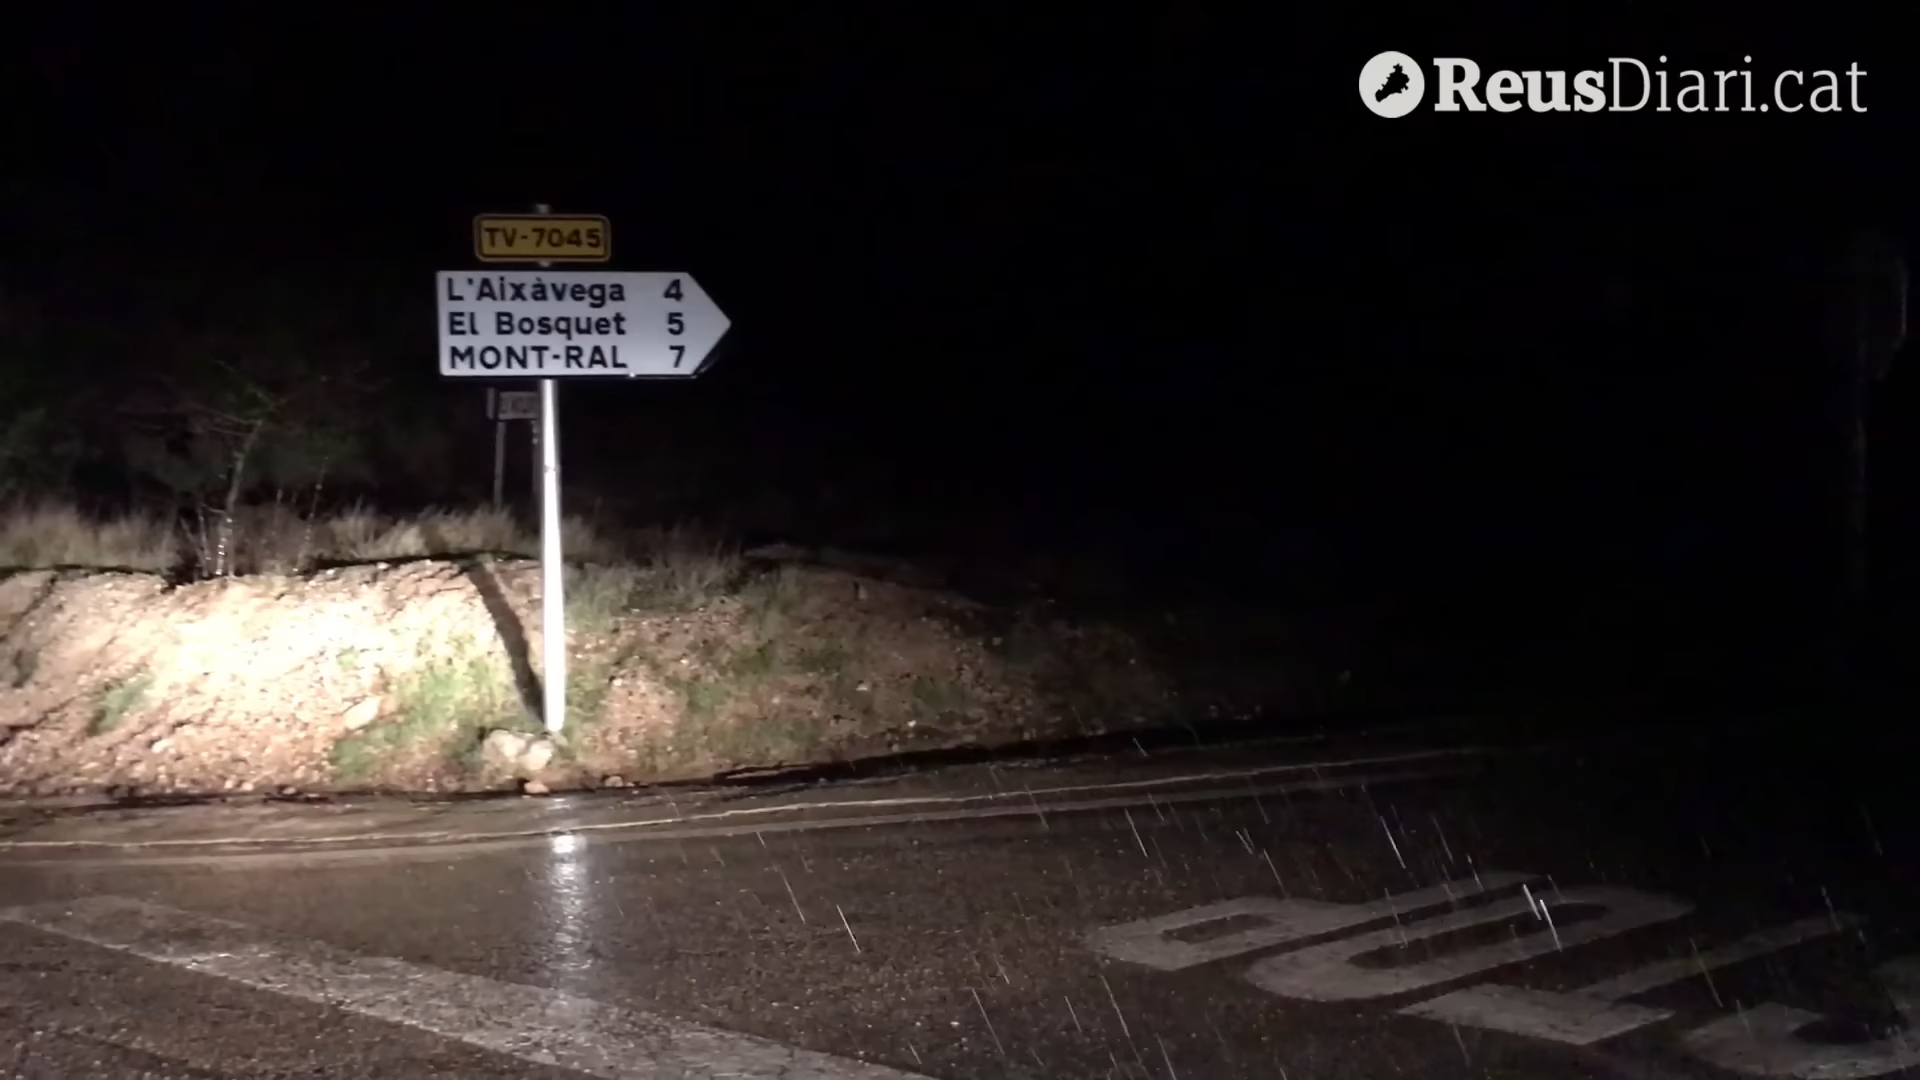 ReusDiari.cat
TV-7045
L'Aixàvega 4
El Bosquet 5
MONT-RAL 7